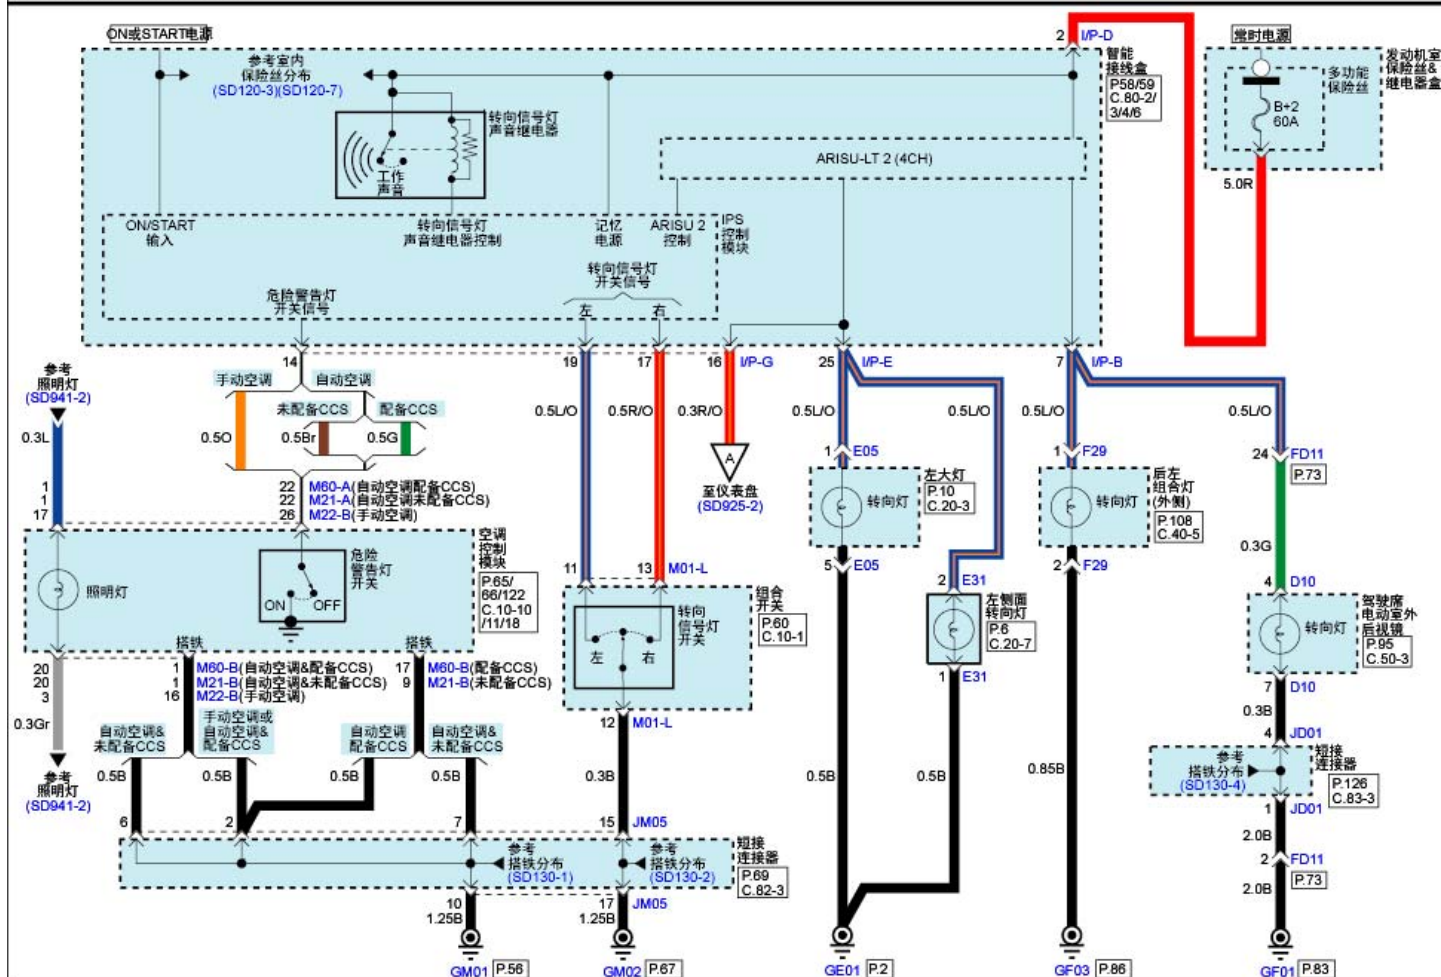 ON或START电源
2 I/P-D
常时电源
参考室内
保险丝分布
(SD120-3)(SD120-7)
智能
接线盒
P58/59
C.80-2/
3/4/6
发动机室
保险丝&
继电器盒
多功能
保险丝
B+2
60A
转向信号灯
声音继电器
工作
声音
ARISU-LT 2 (4CH)
5.0R
ON/START
输入
转向信号灯
声音继电器控制
记忆
电源
ARISU 2
控制
IPS
控制
模块
转向信号灯
开关信号
危险警告灯
开关信号
左
右
14
19
17
16 I/P-G
25 I/P-E
7 I/P-B
参考
照明灯
(SD941-2)
手动空调
自动空调
未配备CCS
配备CCS
0.3L
0.5O
0.5Br
0.5G
0.5L/O
0.5R/O
0.3R/O
0.5L/O
0.5L/O
0.5L/O
0.5L/O
A
至仪表盘
(SD925-2)
1 E05
1 F29
24 FD11
P.73
1
1
17
22 M60-A(自动空调配备CCS)
22 M21-A(自动空调未配备CCS)
26 M22-B(手动空调)
左大灯
P.10
C.20-3
转向灯
后左
组合灯
(外侧)
P.108
C.40-5
转向灯
0.3G
空调
控制
模块
P.65/
66/122
C.10-10
/11/18
危险
警告灯
开关
ON
OFF
照明灯
搭铁
搭铁
11
13 M01-L
组合
开关
P.60
C.10-1
转向
信号灯
开关
左
右
5 E05
2 E31
2 F29
4 D10
左侧面
转向灯
P.6
C.20-7
转向灯
驾驶席
电动室外
后视镜
P.95
C.50-3
20
20
3
1 M60-B(自动空调&配备CCS)
1 M21-B(自动空调&未配备CCS)
16 M22-B(手动空调)
17 M60-B(配备CCS)
9 M21-B(未配备CCS)
1 E31
7 D10
0.3B
0.3Gr
自动空调&
未配备CCS
手动空调或
自动空调&
配备CCS
自动空调
配备CCS
自动空调&
未配备CCS
12 M01-L
4 JD01
参考
照明灯
(SD941-2)
0.5B
0.5B
0.5B
0.5B
0.3B
0.5B
0.5B
0.85B
参考
搭铁分布
(SD130-4)
短接
连接器
P.126
C.83-3
1 JD01
6
2
7
15 JM05
2.0B
参考
搭铁分布
(SD130-1)
参考
搭铁分布
(SD130-2)
短接
连接器
P.69
C.82-3
2 FD11
P.73
2.0B
10
1.25B
17 JM05
1.25B
GM01 P.56
GM02 P.67
GE01 P.2
GF03 P.86
GF01 P.83